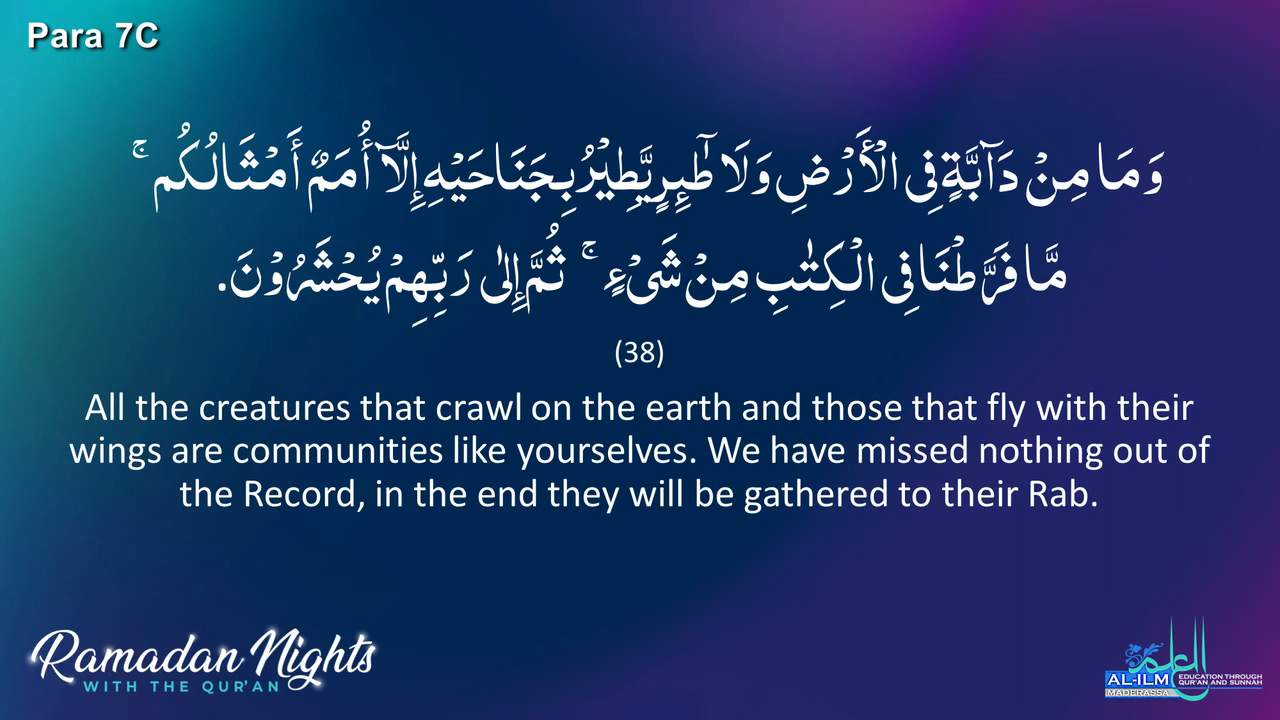 Para 7C
وَمَا مِنْ دَآبَّةٍ فِى الْأَرْضِ وَلَا طٰٓئِرٍ يَّطِيْرُ بِجَنَاحَيْهِ إِلَّآ أُمَمٌ أَمْثَالُكُم ۚ
مَّا فَرَّطْنَا فِى الْكِتٰبِ مِنْ شَىْءٍ ۚ ثُمَّ إِلٰى رَبِّهِمْ يُحْشَرُوْنَ.
(38)
All the creatures that crawl on the earth and those that fly with their
wings are communities like yourselves. We have missed nothing out of
the Record, in the end they will be gathered to their Rab.
Ramadan Nights
WITH THE QUR'AN
العلم
AL-ILM
MADERASSA
EDUCATION THROUGH
QUR'AN AND SUNNAH